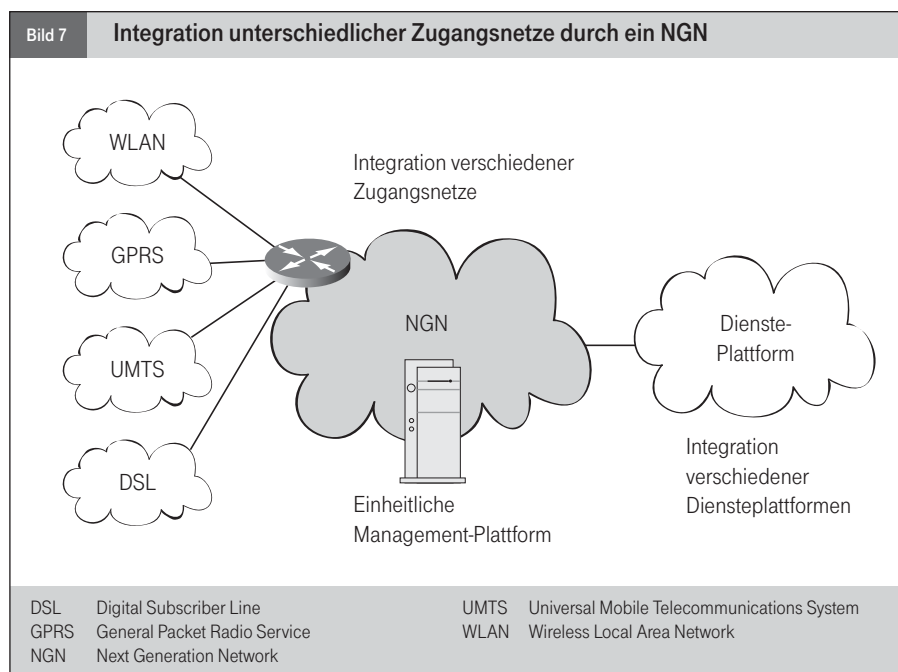 Bild 7 Integration unterschiedlicher Zugangsnetze durch ein NGN
WLAN
GPRS
UMTS
DSL
Integration verschiedener
Zugangsnetze
NGN
Einheitliche
Management-Plattform
Dienste-
Plattform
Integration
verschiedener
Diensteplattformen
DSL Digital Subscriber Line
GPRS General Packet Radio Service
NGN Next Generation Network
UMTS Universal Mobile Telecommunications System
WLAN Wireless Local Area Network